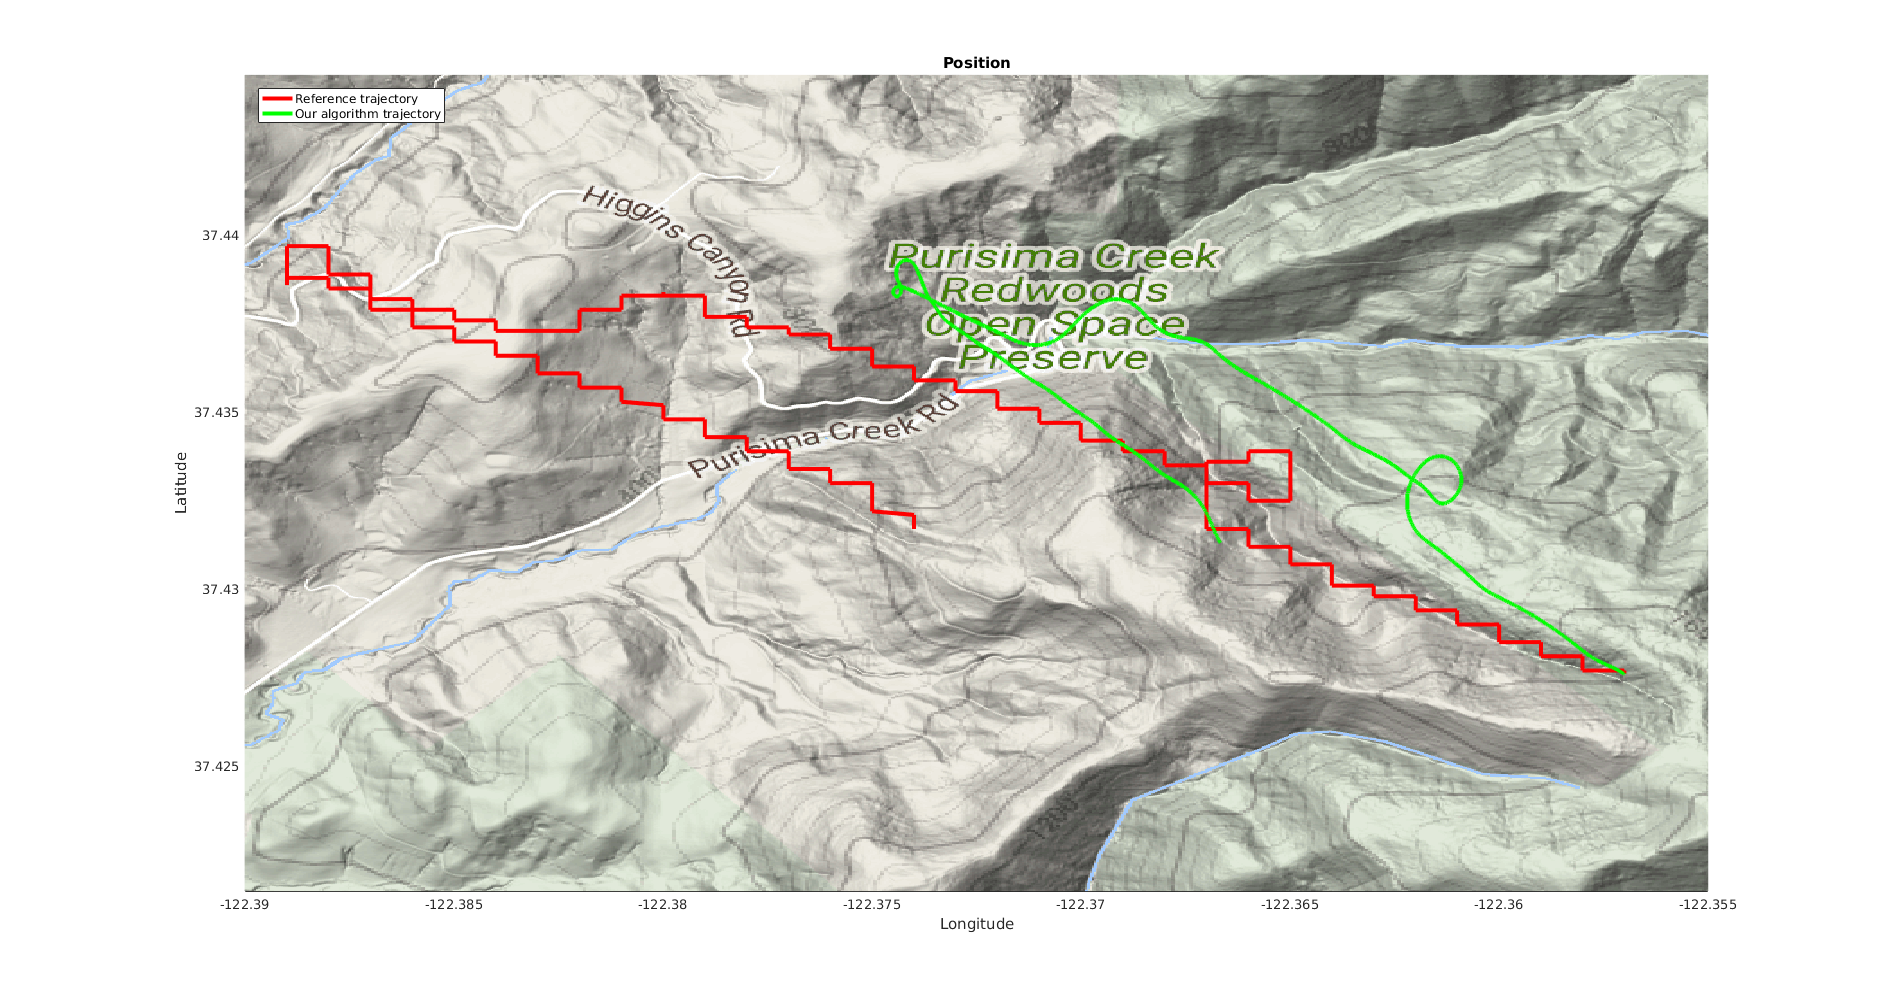 Position
Reference trajectory
Our algorithm trajectory
Higgins Canyon Rd
Purisima Creek
Redwoods
Open Space
Preserve
Purisima Creek Rd
37.44
37.435
37.43
37.425
Latitude
-122.39
-122.385
-122.38
-122.375
-122.37
-122.365
-122.36
-122.355
Longitude